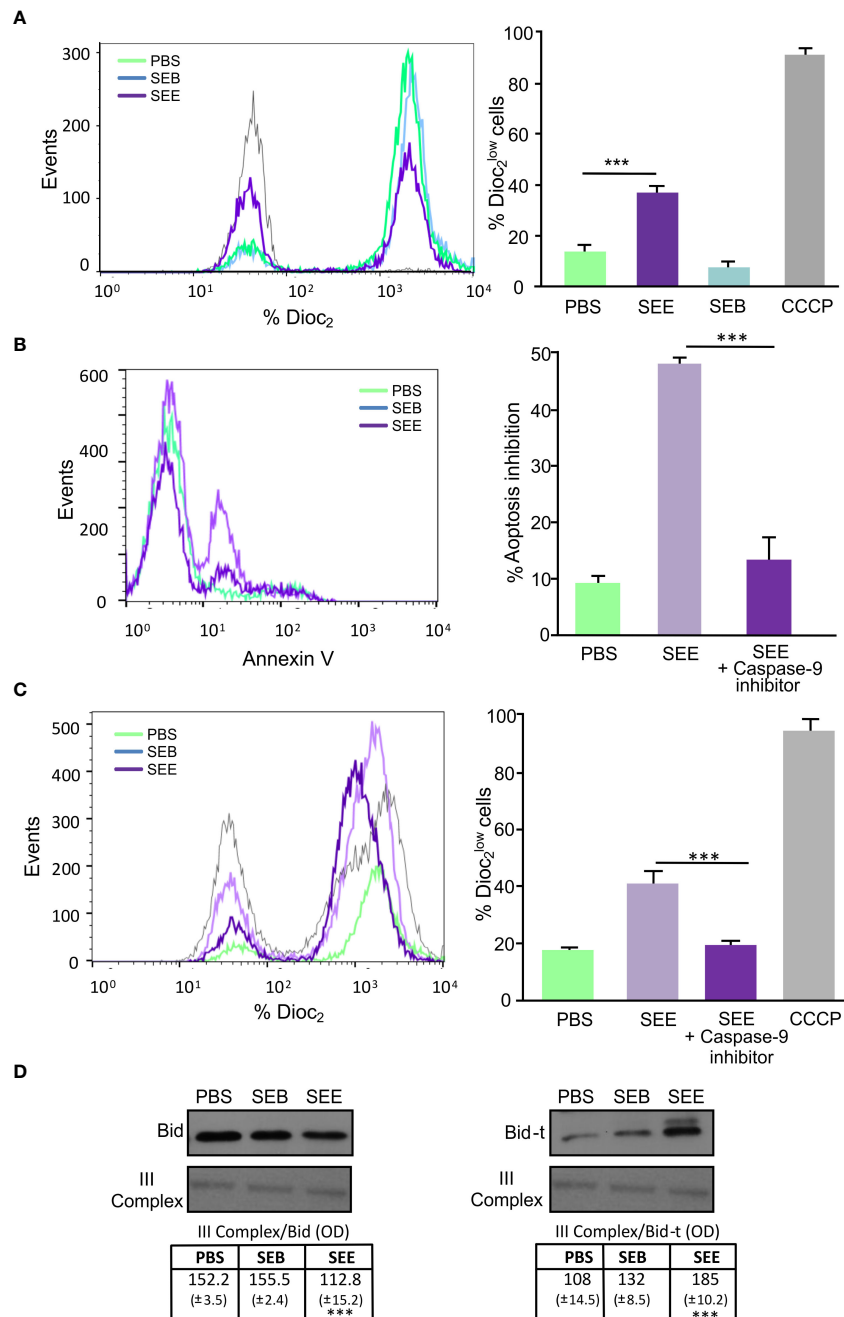 A
PBS
SEB
SEE
300
200
100
0
Events
10⁰ 10¹ 10² 10³ 10⁴
% Dioc₂
100
80
60
40
20
0
% Dioc₂ˡᵒʷ cells
***
PBS SEE SEB CCCP
B
PBS
SEB
SEE
600
400
200
0
Events
10⁰ 10¹ 10² 10³ 10⁴
Annexin V
50
50
20
10
0
% Aoptosis inhibition
***
PBS SEE SEE
+ Caspase-9
inhibitor
C
PBS
SEB
SEE
500
400
300
200
100
0
Events
10⁰ 10¹ 10² 10³ 10⁴
% Dioc₂
100
80
60
40
20
0
% Dioc₂ˡᵒʷ cells
***
PBS SEE SEE CCCP
+ Caspase-9
inhibitor
D
PBS SEB SEE
Bid
III
Complex
III Complex/Bid (OD)
PBS SEB SEE
152.2 155.5 112.8
(±3.5) (±2.4) (±15.2)
***
PBS SEB SEE
Bid-t
III
Complex
III Complex/Bid-t (OD)
PBS SEB SEE
108 132 185
(±14.5) (±8.5) (±10.2)
***